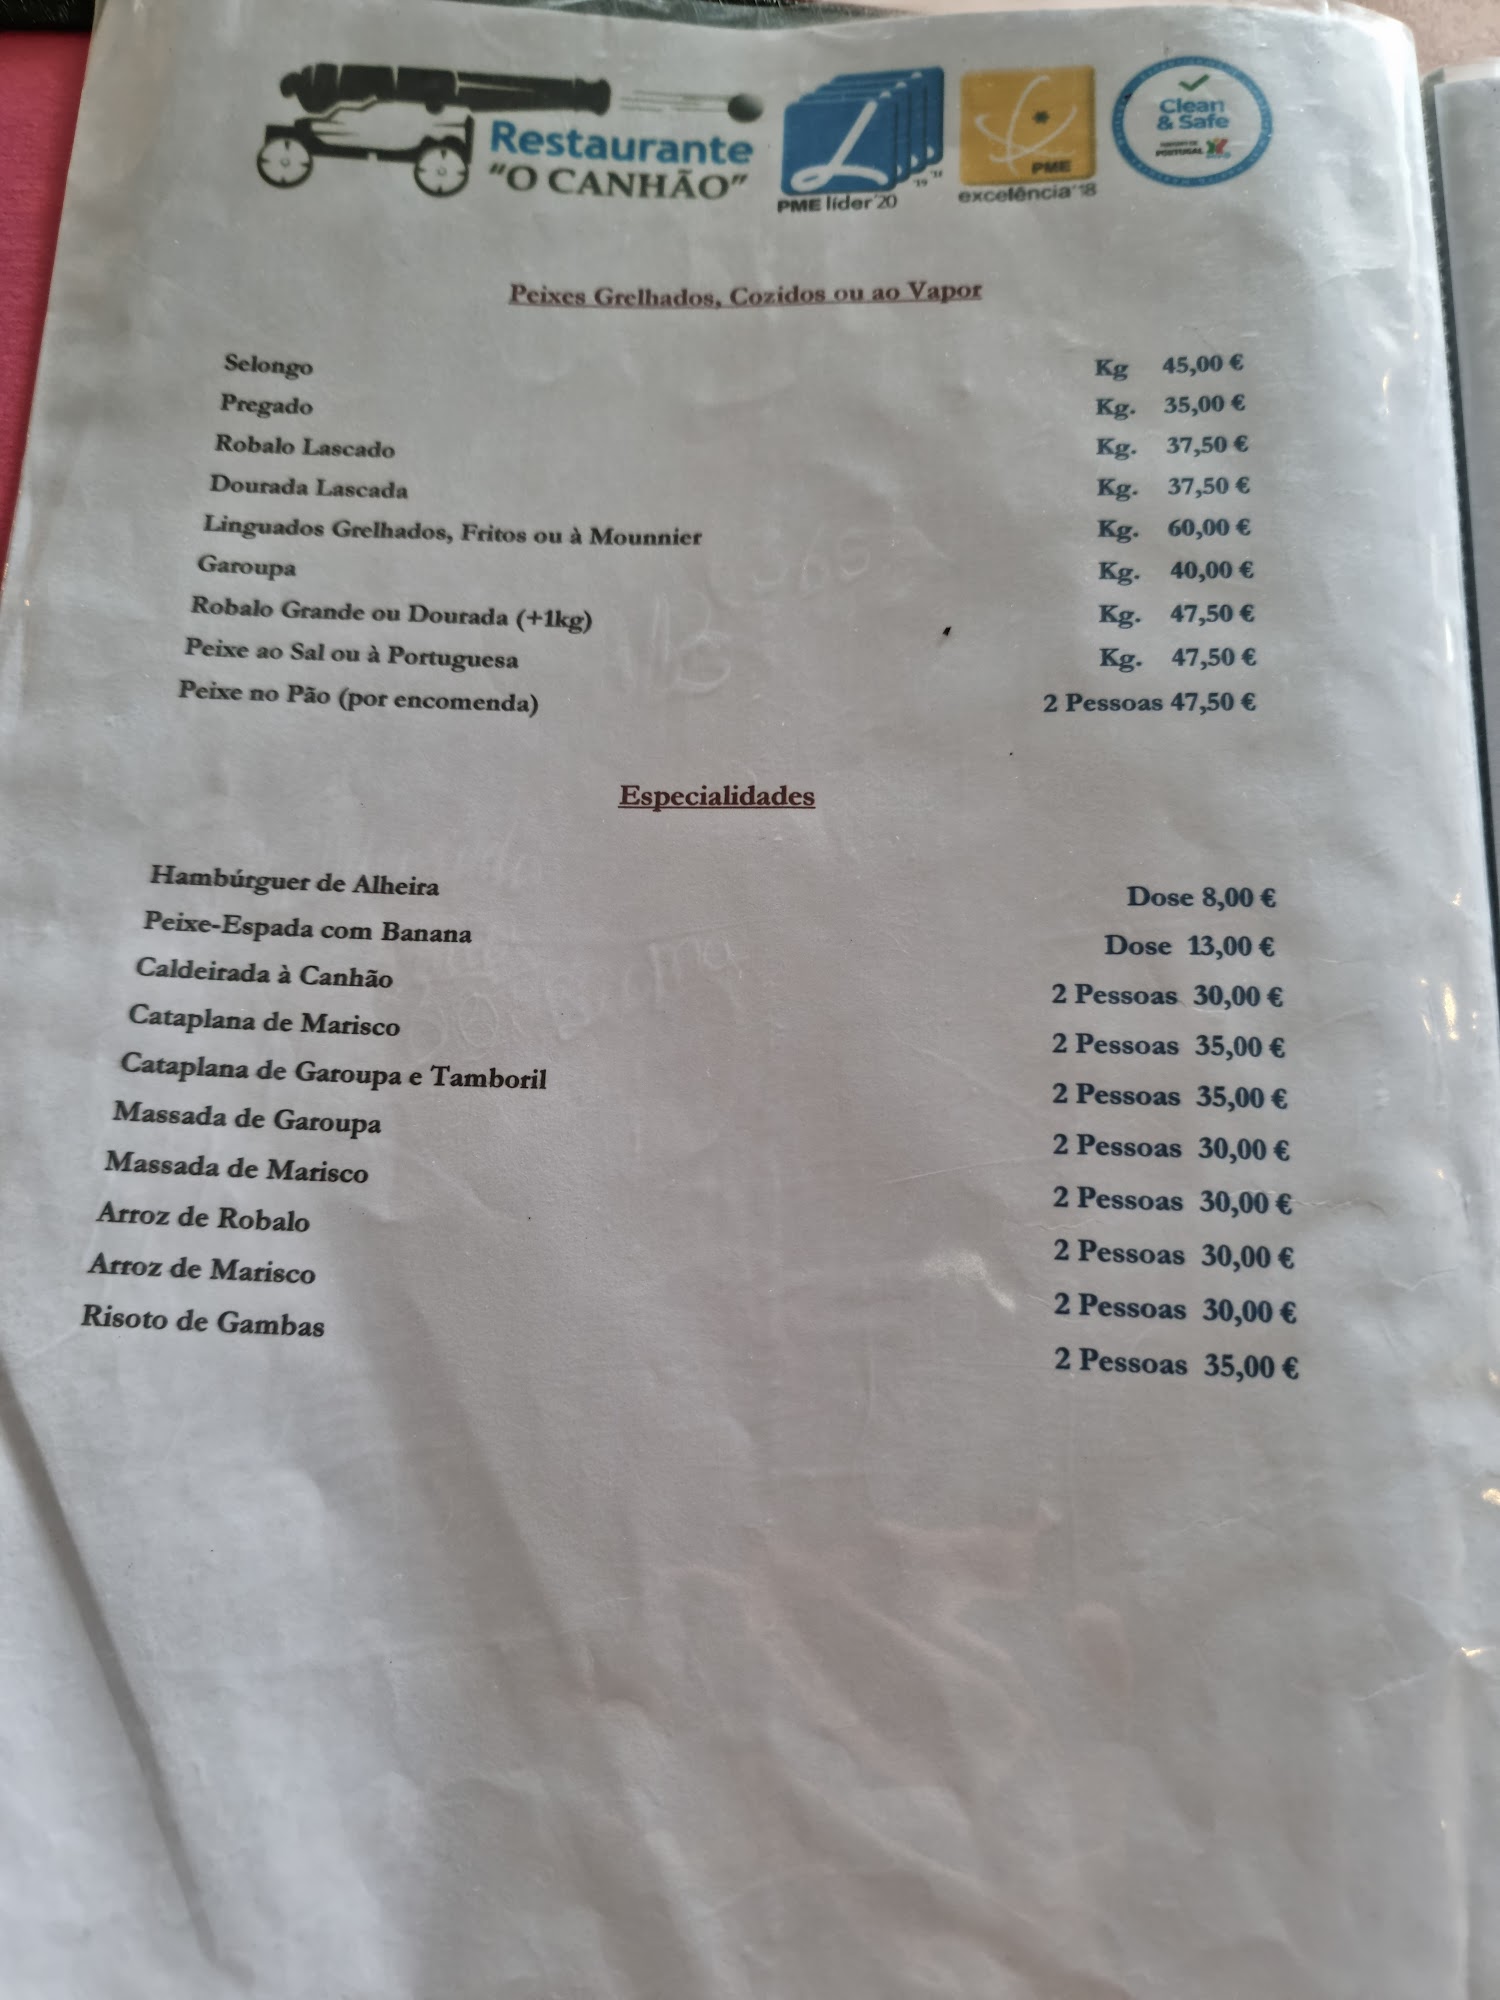 Restaurante
"O CANHÃO"
PME líder'20
'19
PME
excelência'18
Clean
& Safe
PORTUGAL
Peixes Grelhados, Cozidos ou ao Vapor
Selongo Kg 45,00 €
Pregado Kg. 35,00 €
Robalo Lascado Kg. 37,50 €
Dourada Lascada Kg. 37,50 €
Linguados Grelhados, Fritos ou à Mounnier Kg. 60,00 €
Garoupa Kg. 40,00 €
Robalo Grande ou Dourada (+1kg) Kg. 47,50 €
Peixe ao Sal ou à Portuguesa Kg. 47,50 €
Peixe no Pão (por encomenda) 2 Pessoas 47,50 €
Especialidades
Hambúrguer de Alheira Dose 8,00 €
Peixe-Espada com Banana Dose 13,00 €
Caldeirada à Canhão 2 Pessoas 30,00 €
Cataplana de Marisco 2 Pessoas 35,00 €
Cataplana de Garoupa e Tamboril 2 Pessoas 35,00 €
Massada de Garoupa 2 Pessoas 30,00 €
Massada de Marisco 2 Pessoas 30,00 €
Arroz de Robalo 2 Pessoas 30,00 €
Arroz de Marisco 2 Pessoas 30,00 €
Risoto de Gambas 2 Pessoas 35,00 €